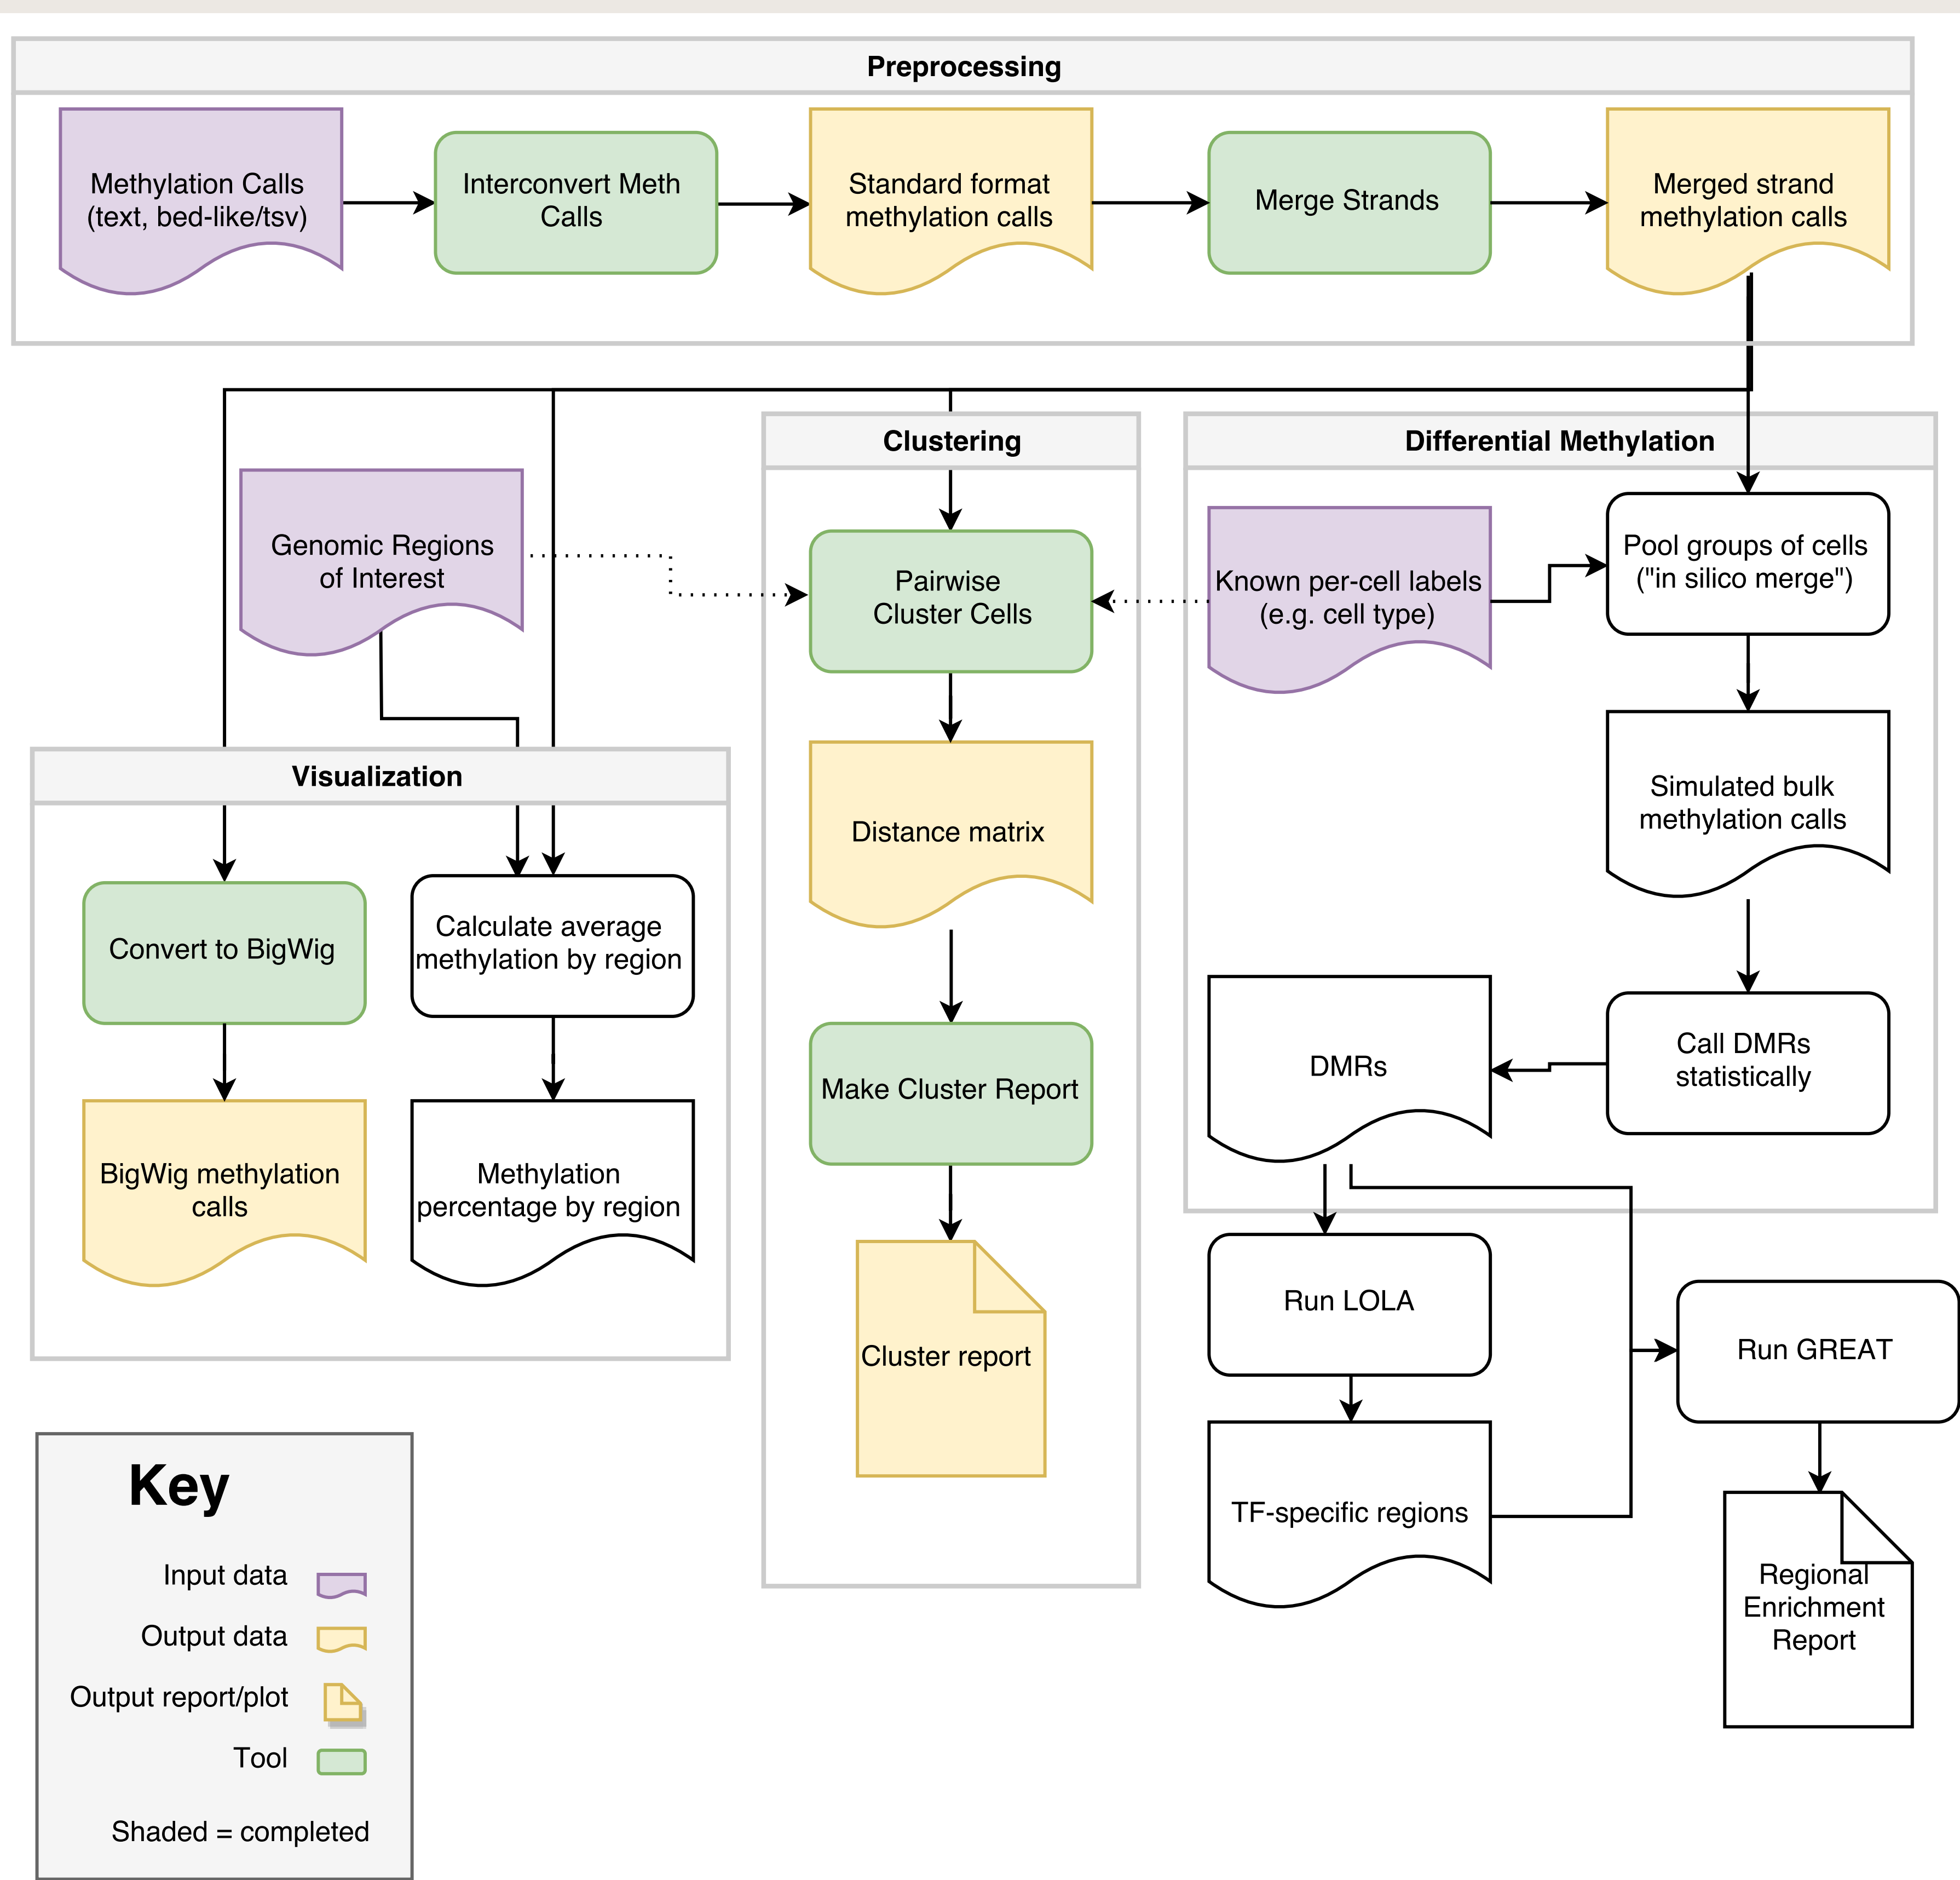 Preprocessing
Methylation Calls
(text, bed-like/tsv)
Interconvert Meth
Calls
Standard format
methylation calls
Merge Strands
Merged strand
methylation calls
Clustering
Differential Methylation
Genomic Regions
of Interest
Pairwise
Cluster Cells
Known per-cell labels
(e.g. cell type)
Pool groups of cells
("in silico merge")
Visualization
Distance matrix
Simulated bulk
methylation calls
Convert to BigWig
Calculate average
methylation by region
Make Cluster Report
DMRs
Call DMRs
statistically
BigWig methylation
calls
Methylation
percentage by region
Cluster report
Run LOLA
Run GREAT
TF-specific regions
Regional
Enrichment
Report
Key
Input data
Output data
Output report/plot
Tool
Shaded = completed